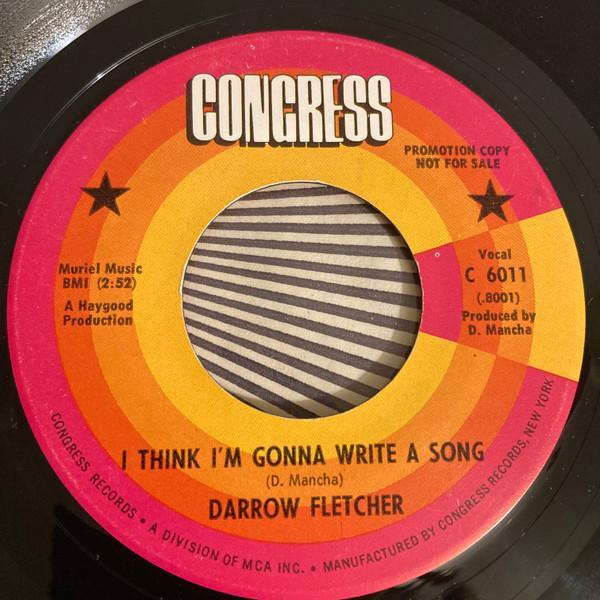 CONGRESS
PROMOTION COPY
NOT FOR SALE
Muriel Music
BMI (2:52)
A Haygood
Production
Vocal
C 6011
(.8001)
Produced by
D. Mancha
I THINK I'M GONNA WRITE A SONG
(D. Mancha)
DARROW FLETCHER
CONGRESS RECORDS • A DIVISION OF MCA INC. • MANUFACTURED BY CONGRESS RECORDS, NEW YORK